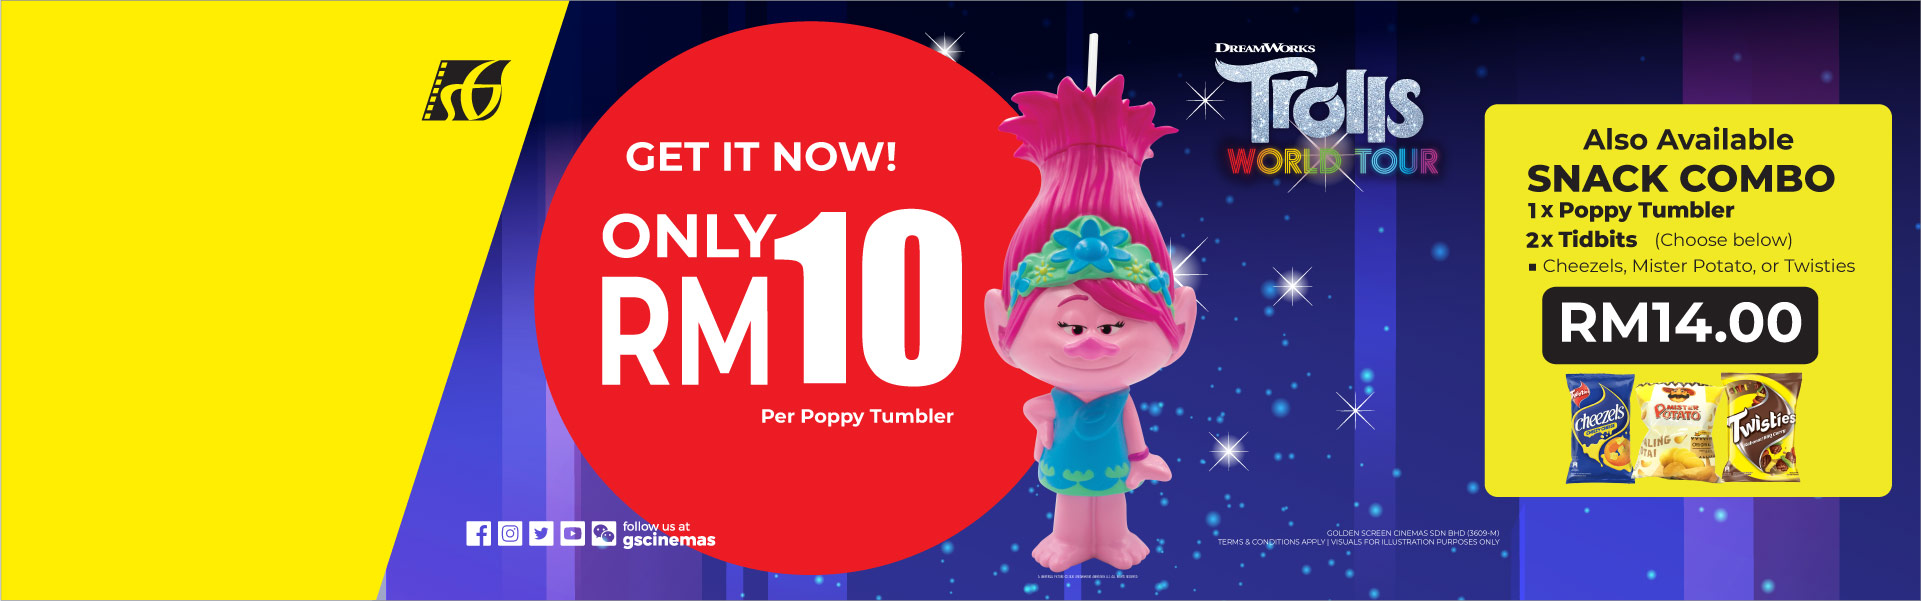 GET IT NOW!
ONLY
RM10
Per Poppy Tumbler
follow us at
gscinemas
DREAMWORKS
Trolls
WORLD TOUR
Also Available
SNACK COMBO
1 x Poppy Tumbler
2 x Tidbits (Choose below)
▪ Cheezels, Mister Potato, or Twisties
RM14.00
Cheezels
MISTER
POTATO
Twisties
GOLDEN SCREEN CINEMAS SDN BHD (3609-M)
TERMS & CONDITIONS APPLY | VISUALS FOR ILLUSTRATION PURPOSES ONLY